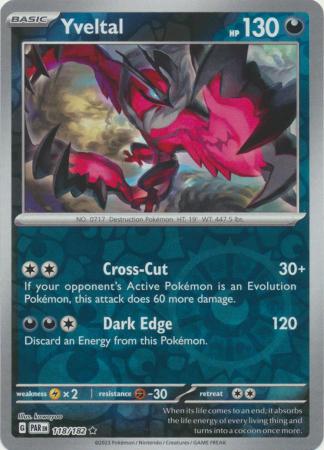 BASIC
Yveltal
HP 130
NO. 0717 Destruction Pokémon HT: 19' WT: 447.5 lbs.
Cross-Cut 30+
If your opponent's Active Pokémon is an Evolution
Pokémon, this attack does 60 more damage.
Dark Edge 120
Discard an Energy from this Pokémon.
weakness ×2 resistance -30 retreat
Illus. kawayoo
G PAR EN 118/182
When its life comes to an end, it absorbs
the life energy of every living thing and
turns into a cocoon once more.
©2023 Pokémon / Nintendo / Creatures / GAME FREAK